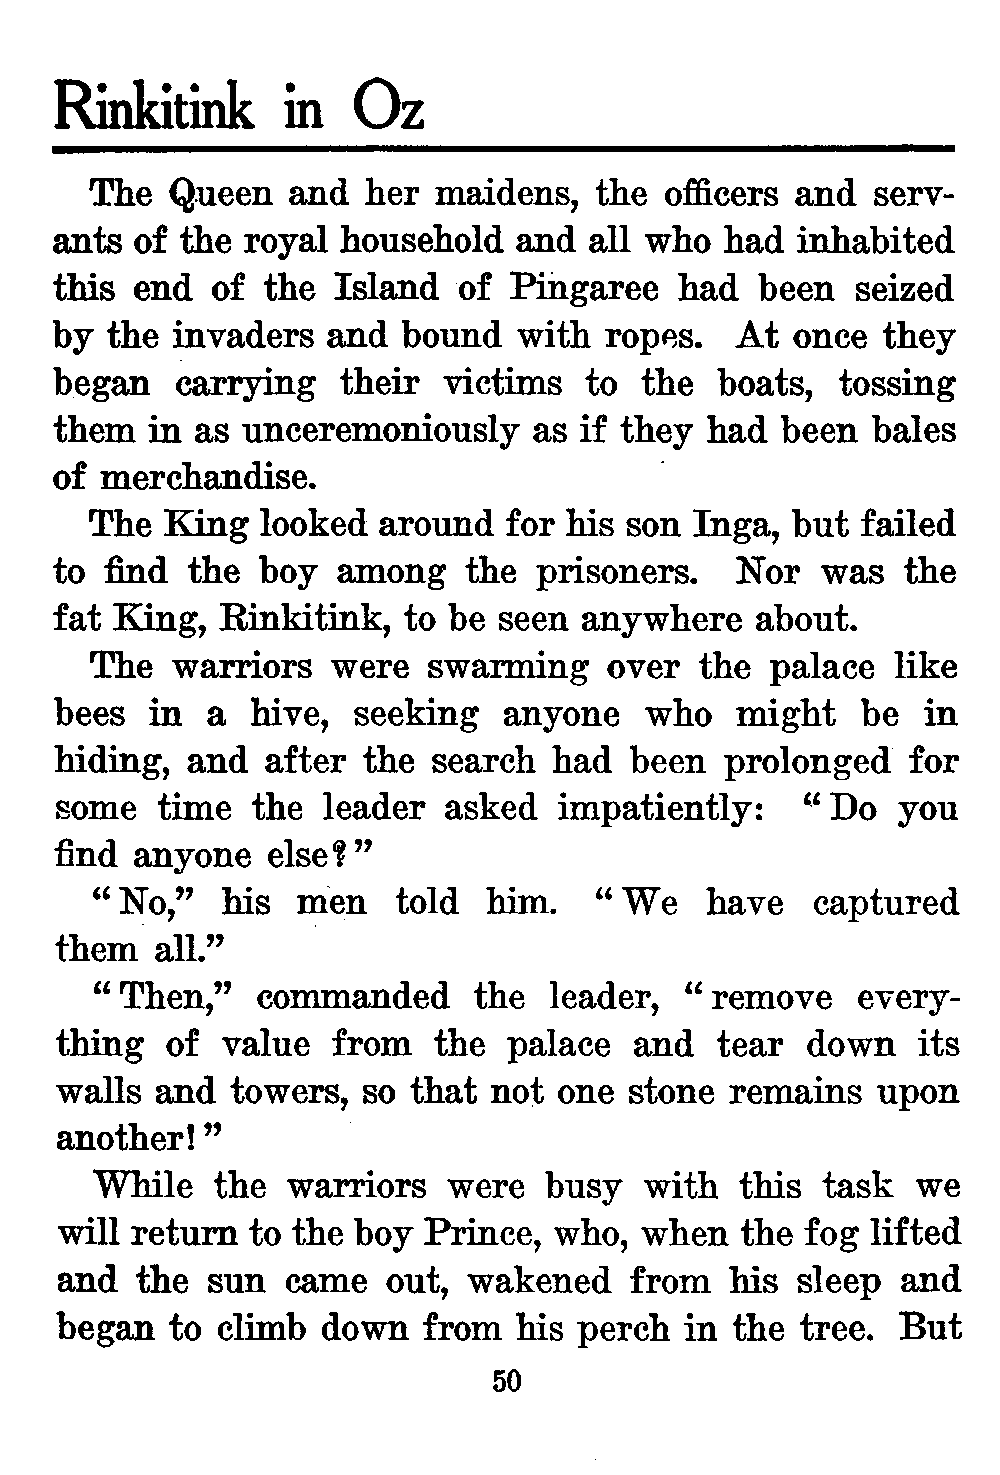 Rinkitink in Oz
The Queen and her maidens, the officers and serv-
ants of the royal household and all who had inhabited
this end of the Island of Pingaree had been seized
by the invaders and bound with ropes. At once they
began carrying their victims to the boats, tossing
them in as unceremoniously as if they had been bales
of merchandise.
The King looked around for his son Inga, but failed
to find the boy among the prisoners. Nor was the
fat King, Rinkitink, to be seen anywhere about.
The warriors were swarming over the palace like
bees in a hive, seeking anyone who might be in
hiding, and after the search had been prolonged for
some time the leader asked impatiently: “Do you
find anyone else?”
“No,” his men told him. “We have captured
them all.”
“Then,” commanded the leader, “remove every-
thing of value from the palace and tear down its
walls and towers, so that not one stone remains upon
another!”
While the warriors were busy with this task we
will return to the boy Prince, who, when the fog lifted
and the sun came out, wakened from his sleep and
began to climb down from his perch in the tree. But
50